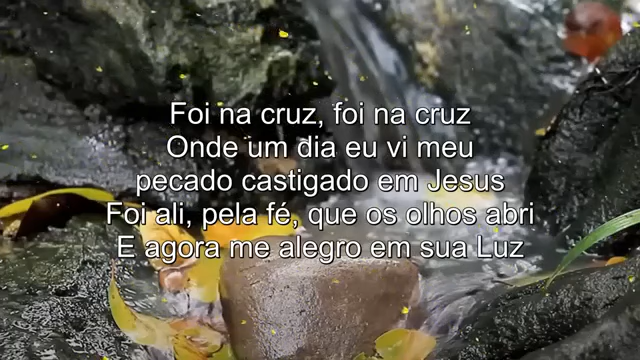 Foi na cruz, foi na cruz
Onde um dia eu vi meu
pecado castigado em Jesus
Foi ali, pela fé, que os olhos abri
E agora me alegro em sua Luz